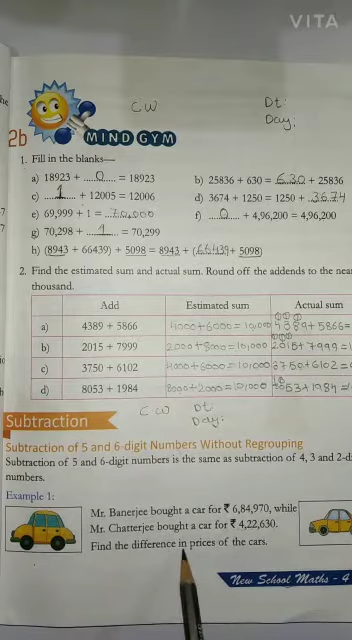 VITA
CW Dt:
Day:
2b MIND GYM
1. Fill in the blanks—
a) 18923 + .....0..... = 18923 b) 25836 + 630 = 630 + 25836
c) .....1..... + 12005 = 12006 d) 3674 + 1250 = 1250 + 3674
e) 69,999 + 1 = 70,000 f) .....0..... + 4,96,200 = 4,96,200
g) 70,298 + .....1..... = 70,299
h) (8943 + 66439) + 5098 = 8943 + (66439 + 5098)
2. Find the estimated sum and actual sum. Round off the addends to the nea
thousand.
Add Estimated sum Actual sum
a) 4389 + 5866 4000+6000=10,000 4389+5866=
b) 2015 + 7999 2000+8000=10,000 2015+7999=
c) 3750 + 6102 4000+6000=10,000 3750+6102=
d) 8053 + 1984 8000+2000=10,000 8053+1984=
CW Dt:
Day:
Subtraction
Subtraction of 5 and 6-digit Numbers Without Regrouping
Subtraction of 5 and 6-digit numbers is the same as subtraction of 4, 3 and 2-d
numbers.
Example 1:
Mr. Banerjee bought a car for ₹ 6,84,970, while
Mr. Chatterjee bought a car for ₹ 4,22,630.
Find the difference in prices of the cars.
New School Maths - 4